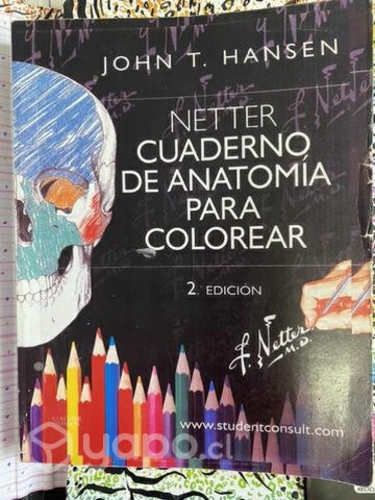 JOHN T. HANSEN
NETTER
CUADERNO
DE ANATOMÍA
PARA
COLOREAR
2.ª EDICIÓN
F. Netter
M.D.
www.studentconsult.com
yapo.cl